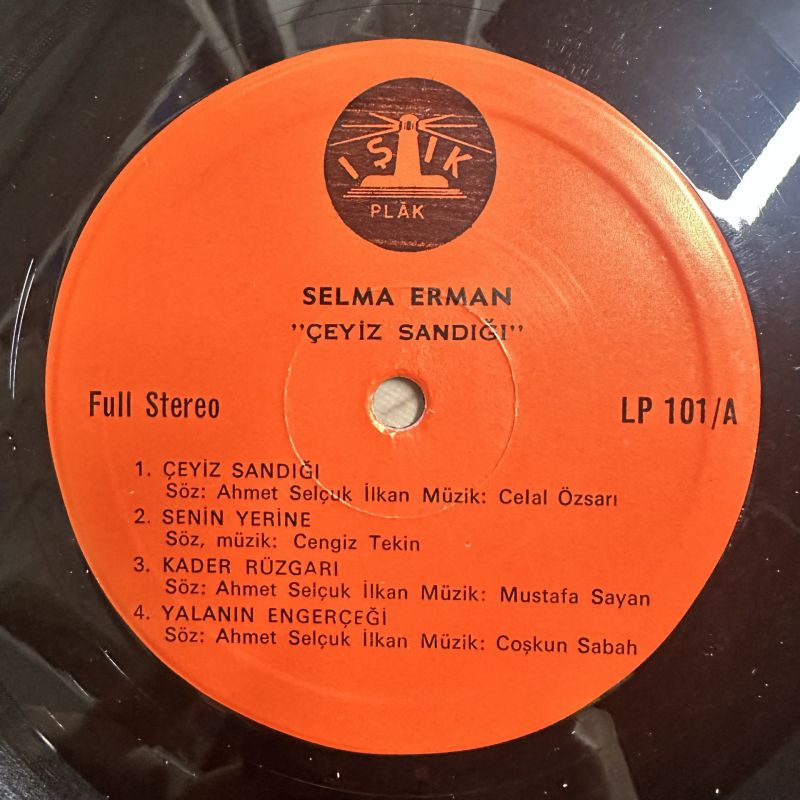 IŞIK
PLÂK
SELMA ERMAN
"ÇEYİZ SANDIĞI"
Full Stereo
LP 101/A
1. ÇEYİZ SANDIĞI
Söz: Ahmet Selçuk İlkan Müzik: Celal Özsarı
2. SENİN YERİNE
Söz, müzik: Cengiz Tekin
3. KADER RÜZGARI
Söz: Ahmet Selçuk İlkan Müzik: Mustafa Sayan
4. YALANIN ENGERÇEĞİ
Söz: Ahmet Selçuk İlkan Müzik: Coşkun Sabah